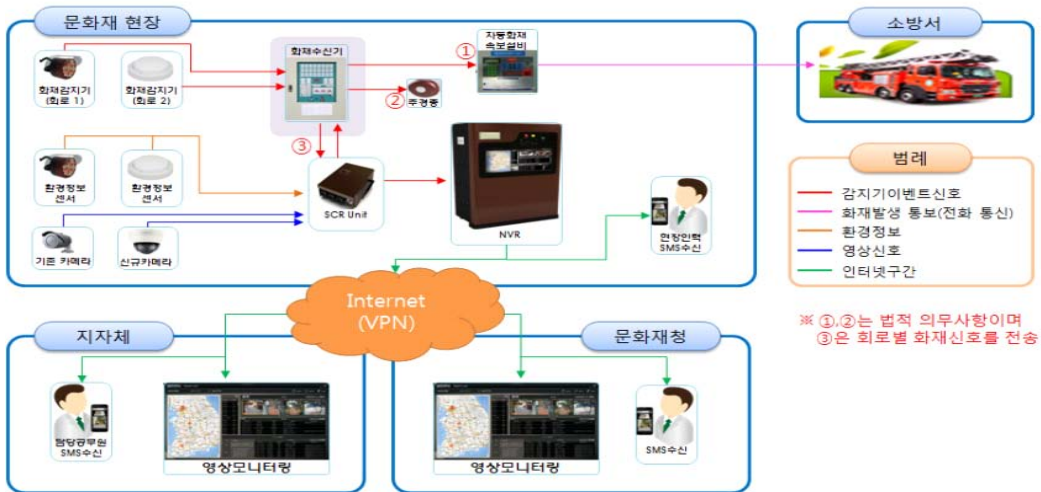 문화재 현장
소방서
화재감지기
(회로 1)
화재감지기
(회로 2)
화재수신기
①
자동화재
속보설비
②
주경종
③
환경정보
센서
환경정보
센서
SCR Unit
NVR
현장인력
SMS수신
기존 카메라
신규카메라
범례
감지기이벤트신호
화재발생 통보(전화 통신)
환경정보
영상신호
인터넷구간
Internet
(VPN)
※ ①,②는 법적 의무사항이며
③은 회로별 화재신호를 전송
지자체
문화재청
담당공무원
SMS수신
영상모니터링
영상모니터링
SMS수신